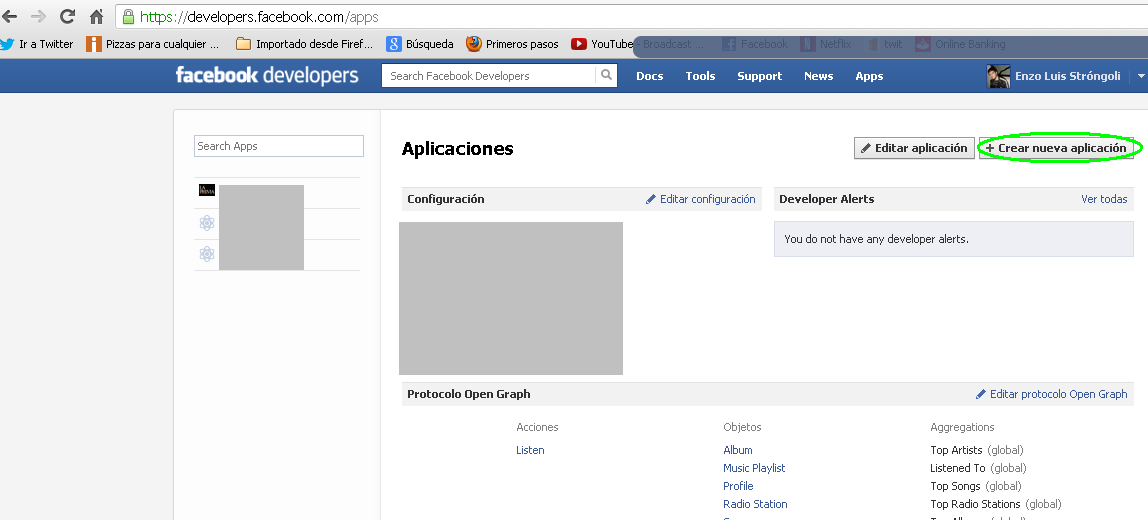 https://developers.facebook.com/apps
Ir a Twitter Pizzas para cualquier ... Importado desde Firef... Búsqueda Primeros pasos YouTube - Broadcast ... Facebook Netflix twit Online Banking
facebook developers Search Facebook Developers Docs Tools Support News Apps Enzo Luis Stróngoli
Search Apps
Aplicaciones Editar aplicación + Crear nueva aplicación
Configuración Editar configuración Developer Alerts Ver todas
You do not have any developer alerts.
Protocolo Open Graph Editar protocolo Open Graph
Acciones Objetos Aggregations
Listen Album Top Artists (global)
Music Playlist Listened To (global)
Profile Top Songs (global)
Radio Station Top Radio Stations (global)